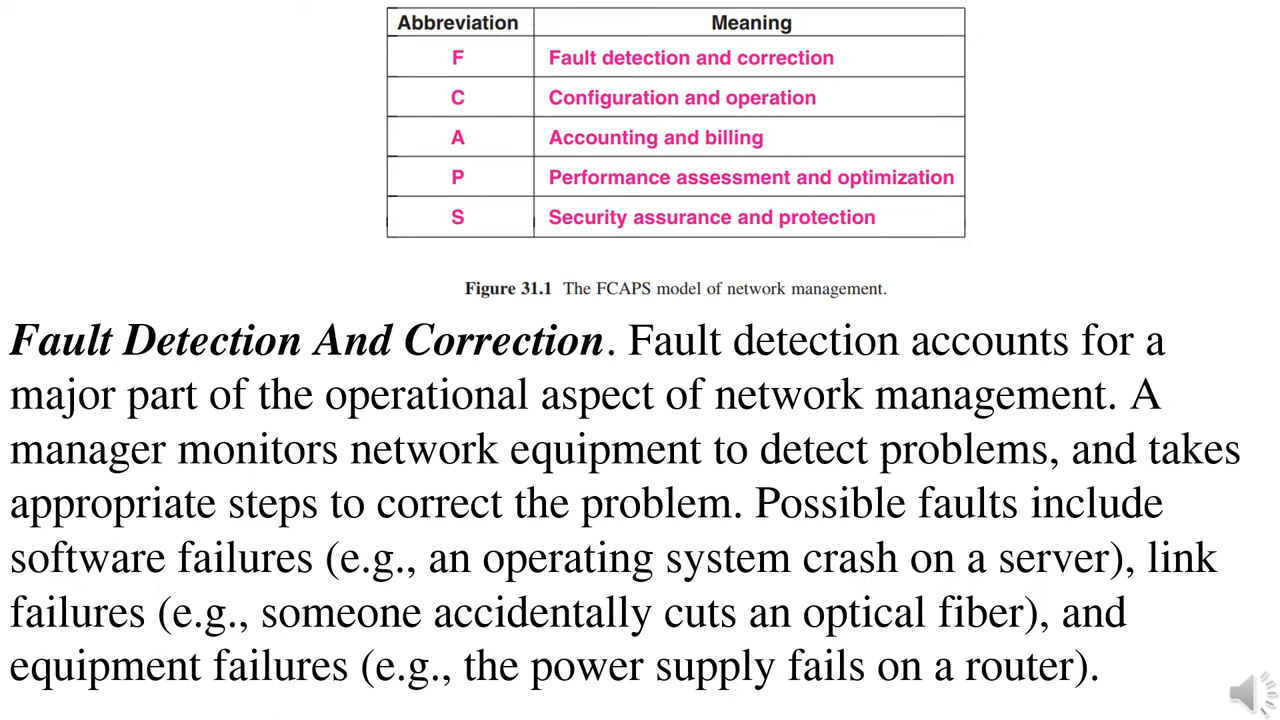 Abbreviation Meaning
F Fault detection and correction
C Configuration and operation
A Accounting and billing
P Performance assessment and optimization
S Security assurance and protection
Figure 31.1 The FCAPS model of network management.
Fault Detection And Correction. Fault detection accounts for a
major part of the operational aspect of network management. A
manager monitors network equipment to detect problems, and takes
appropriate steps to correct the problem. Possible faults include
software failures (e.g., an operating system crash on a server), link
failures (e.g., someone accidentally cuts an optical fiber), and
equipment failures (e.g., the power supply fails on a router).